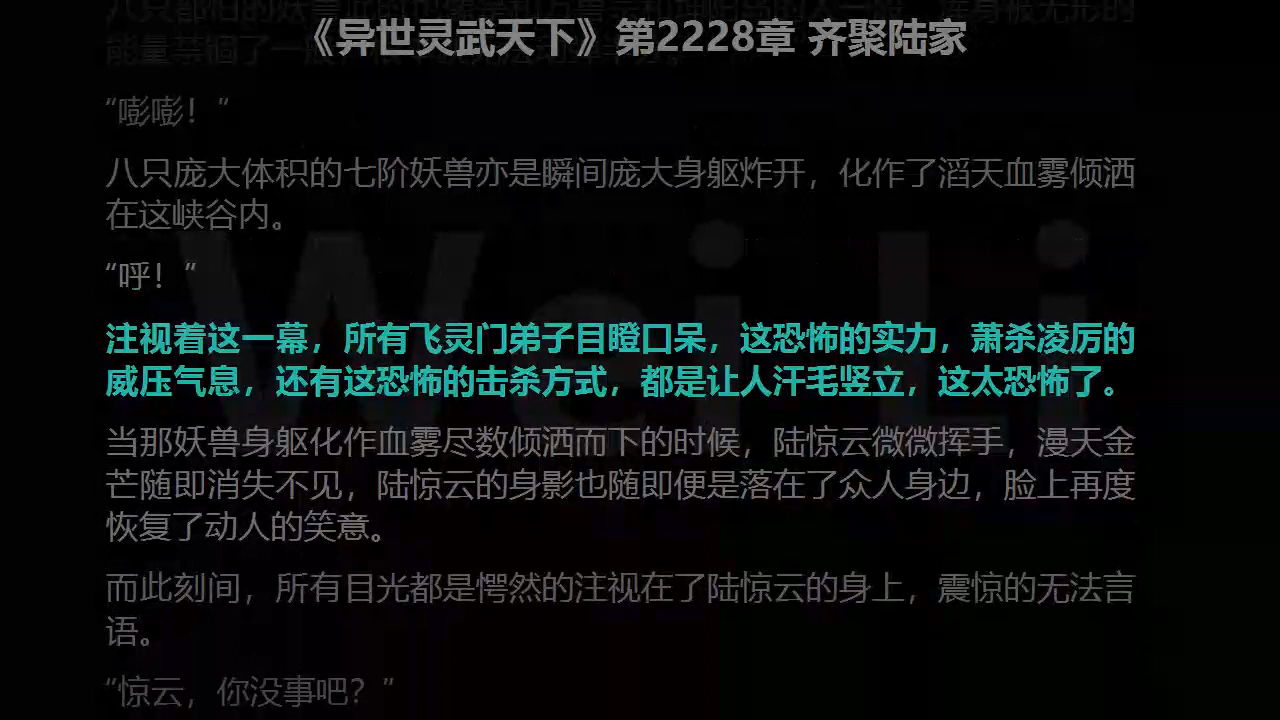 《异世灵武天下》第2228章 齐聚陆家
“嘭嘭！”
八只庞大体积的七阶妖兽亦是瞬间庞大身躯炸开，化作了滔天血雾倾洒
在这峡谷内。
“呼！”
注视着这一幕，所有飞灵门弟子目瞪口呆，这恐怖的实力，萧杀凌厉的
威压气息，还有这恐怖的击杀方式，都是让人汗毛竖立，这太恐怖了。
当那妖兽身躯化作血雾尽数倾洒而下的时候，陆惊云微微挥手，漫天金
芒随即消失不见，陆惊云的身影也随即便是落在了众人身边，脸上再度
恢复了动人的笑意。
而此刻间，所有目光都是愕然的注视在了陆惊云的身上，震惊的无法言
语。
“惊云，你没事吧？”
Wei Li